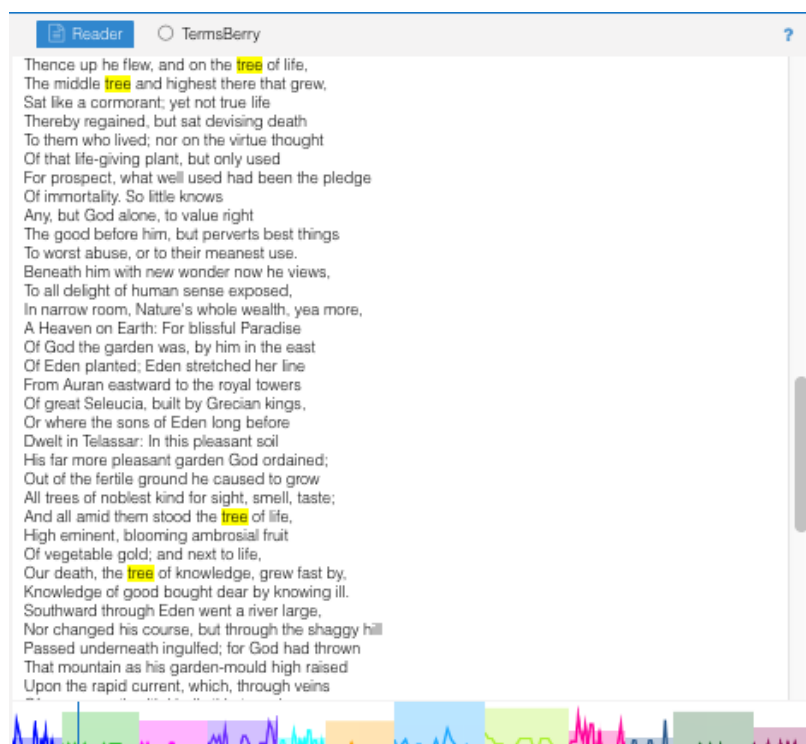 Reader
TermsBerry
?
Thence up he flew, and on the tree of life,
The middle tree and highest there that grew,
Sat like a cormorant; yet not true life
Thereby regained, but sat devising death
To them who lived; nor on the virtue thought
Of that life-giving plant, but only used
For prospect, what well used had been the pledge
Of immortality. So little knows
Any, but God alone, to value right
The good before him, but perverts best things
To worst abuse, or to their meanest use.
Beneath him with new wonder now he views,
To all delight of human sense exposed,
In narrow room, Nature's whole wealth, yea more,
A Heaven on Earth: For blissful Paradise
Of God the garden was, by him in the east
Of Eden planted; Eden stretched her line
From Auran eastward to the royal towers
Of great Seleucia, built by Grecian kings,
Or where the sons of Eden long before
Dwelt in Telassar: In this pleasant soil
His far more pleasant garden God ordained;
Out of the fertile ground he caused to grow
All trees of noblest kind for sight, smell, taste;
And all amid them stood the tree of life,
High eminent, blooming ambrosial fruit
Of vegetable gold; and next to life,
Our death, the tree of knowledge, grew fast by,
Knowledge of good bought dear by knowing ill.
Southward through Eden went a river large,
Nor changed his course, but through the shaggy hill
Passed underneath ingulfed; for God had thrown
That mountain as his garden-mould high raised
Upon the rapid current, which, through veins